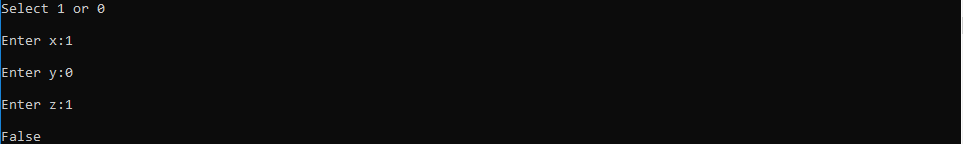 Select 1 or 0
Enter x:1
Enter y:0
Enter z:1
False